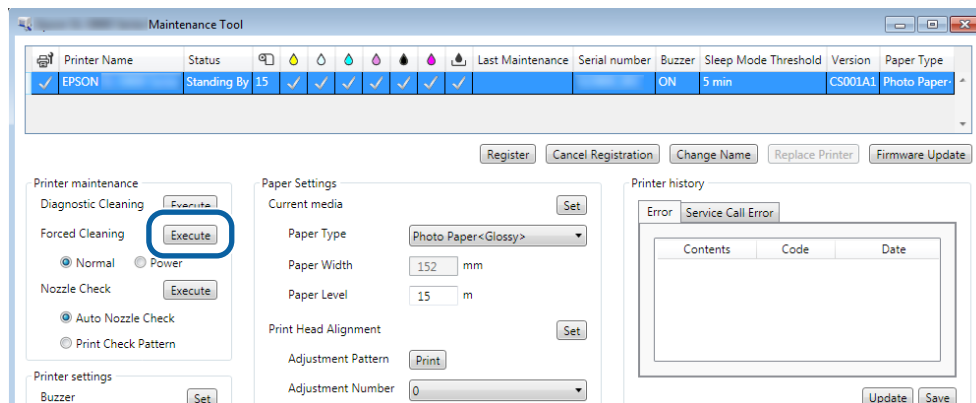 Maintenance Tool
Printer Name Status Last Maintenance Serial number Buzzer Sleep Mode Threshold Version Paper Type
EPSON Standing By 15 ON 5 min CS001A1 Photo Paper
Register Cancel Registration Change Name Replace Printer Firmware Update
Printer maintenance
Diagnostic Cleaning Execute
Forced Cleaning Execute
Normal Power
Nozzle Check Execute
Auto Nozzle Check
Print Check Pattern
Printer settings
Buzzer Set
Paper Settings
Current media Set
Paper Type Photo Paper<Glossy>
Paper Width 152 mm
Paper Level 15 m
Print Head Alignment Set
Adjustment Pattern Print
Adjustment Number 0
Printer history
Error Service Call Error
Contents Code Date
Update Save